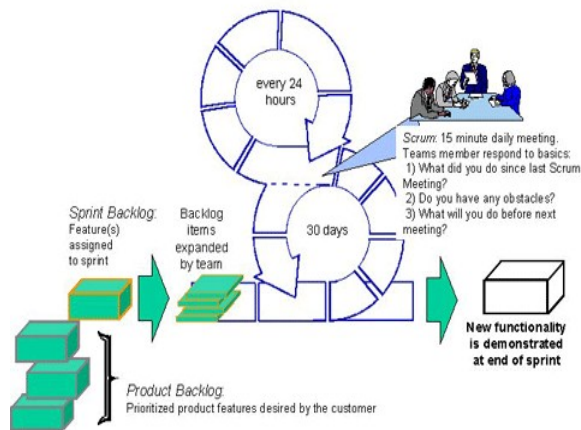 every 24
hours
Scrum: 15 minute daily meeting.
Teams member respond to basics:
1) What did you do since last Scrum
Meeting?
2) Do you have any obstacles?
3) What will you do before next
meeting?
Sprint Backlog:
Feature(s)
assigned
to sprint
Backlog
items
expanded
by team
30 days
New functionality
is demonstrated
at end of sprint
Product Backlog:
Prioritized product features desired by the customer